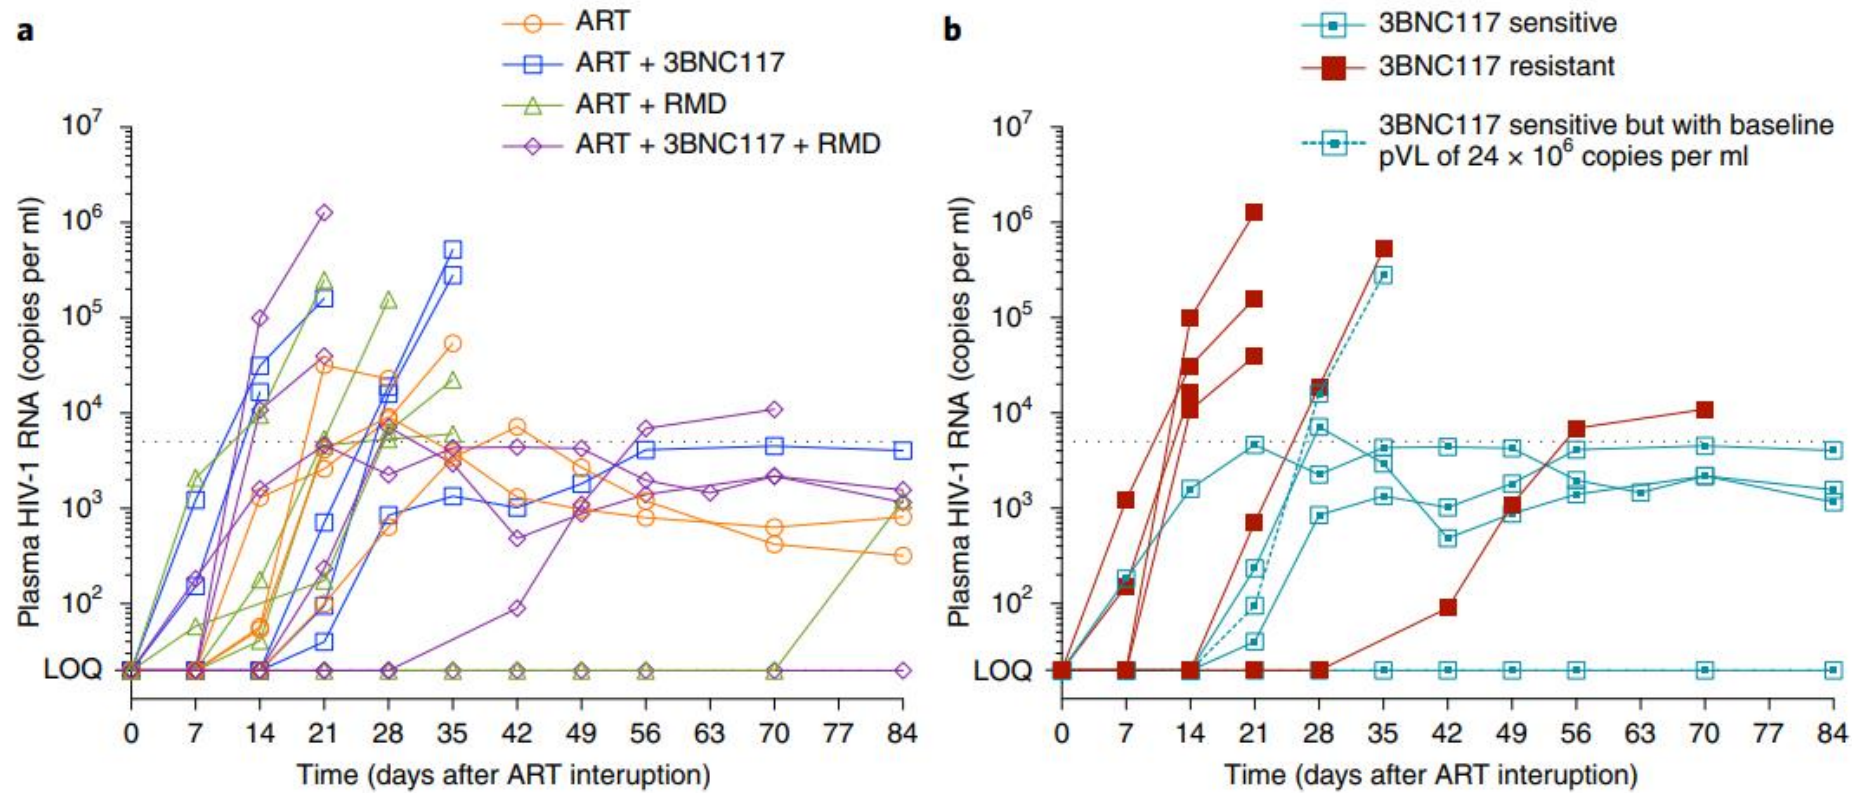 a
ART
ART + 3BNC117
ART + RMD
ART + 3BNC117 + RMD
Plasma HIV-1 RNA (copies per ml)
10⁷
10⁶
10⁵
10⁴
10³
10²
LOQ
0 7 14 21 28 35 42 49 56 63 70 77 84
Time (days after ART interuption)
b
3BNC117 sensitive
3BNC117 resistant
3BNC117 sensitive but with baseline
pVL of 24 × 10⁶ copies per ml
Plasma HIV-1 RNA (copies per ml)
10⁷
10⁶
10⁵
10⁴
10³
10²
LOQ
0 7 14 21 28 35 42 49 56 63 70 77 84
Time (days after ART interuption)